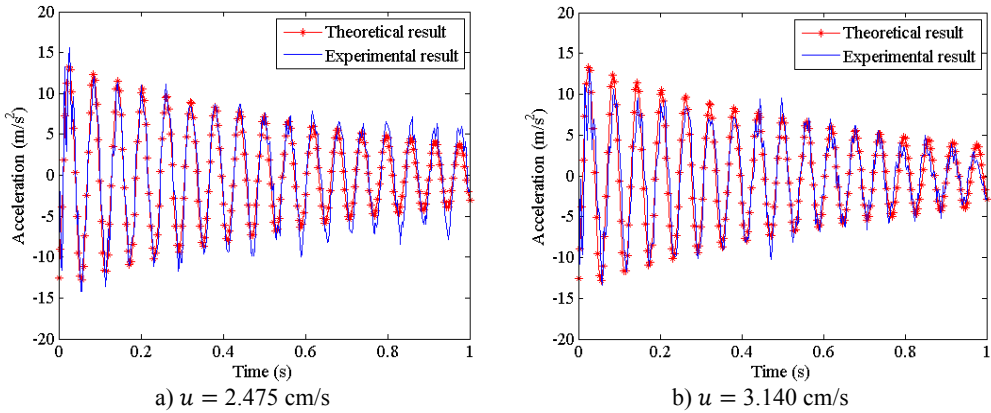 20
15
10
5
0
-5
-10
-15
-20
Acceleration (m/s²)
0 0.2 0.4 0.6 0.8 1
Time (s)
Theoretical result
Experimental result
a) u = 2.475 cm/s
20
15
10
5
0
-5
-10
-15
-20
Acceleration (m/s²)
0 0.2 0.4 0.6 0.8 1
Time (s)
Theoretical result
Experimental result
b) u = 3.140 cm/s